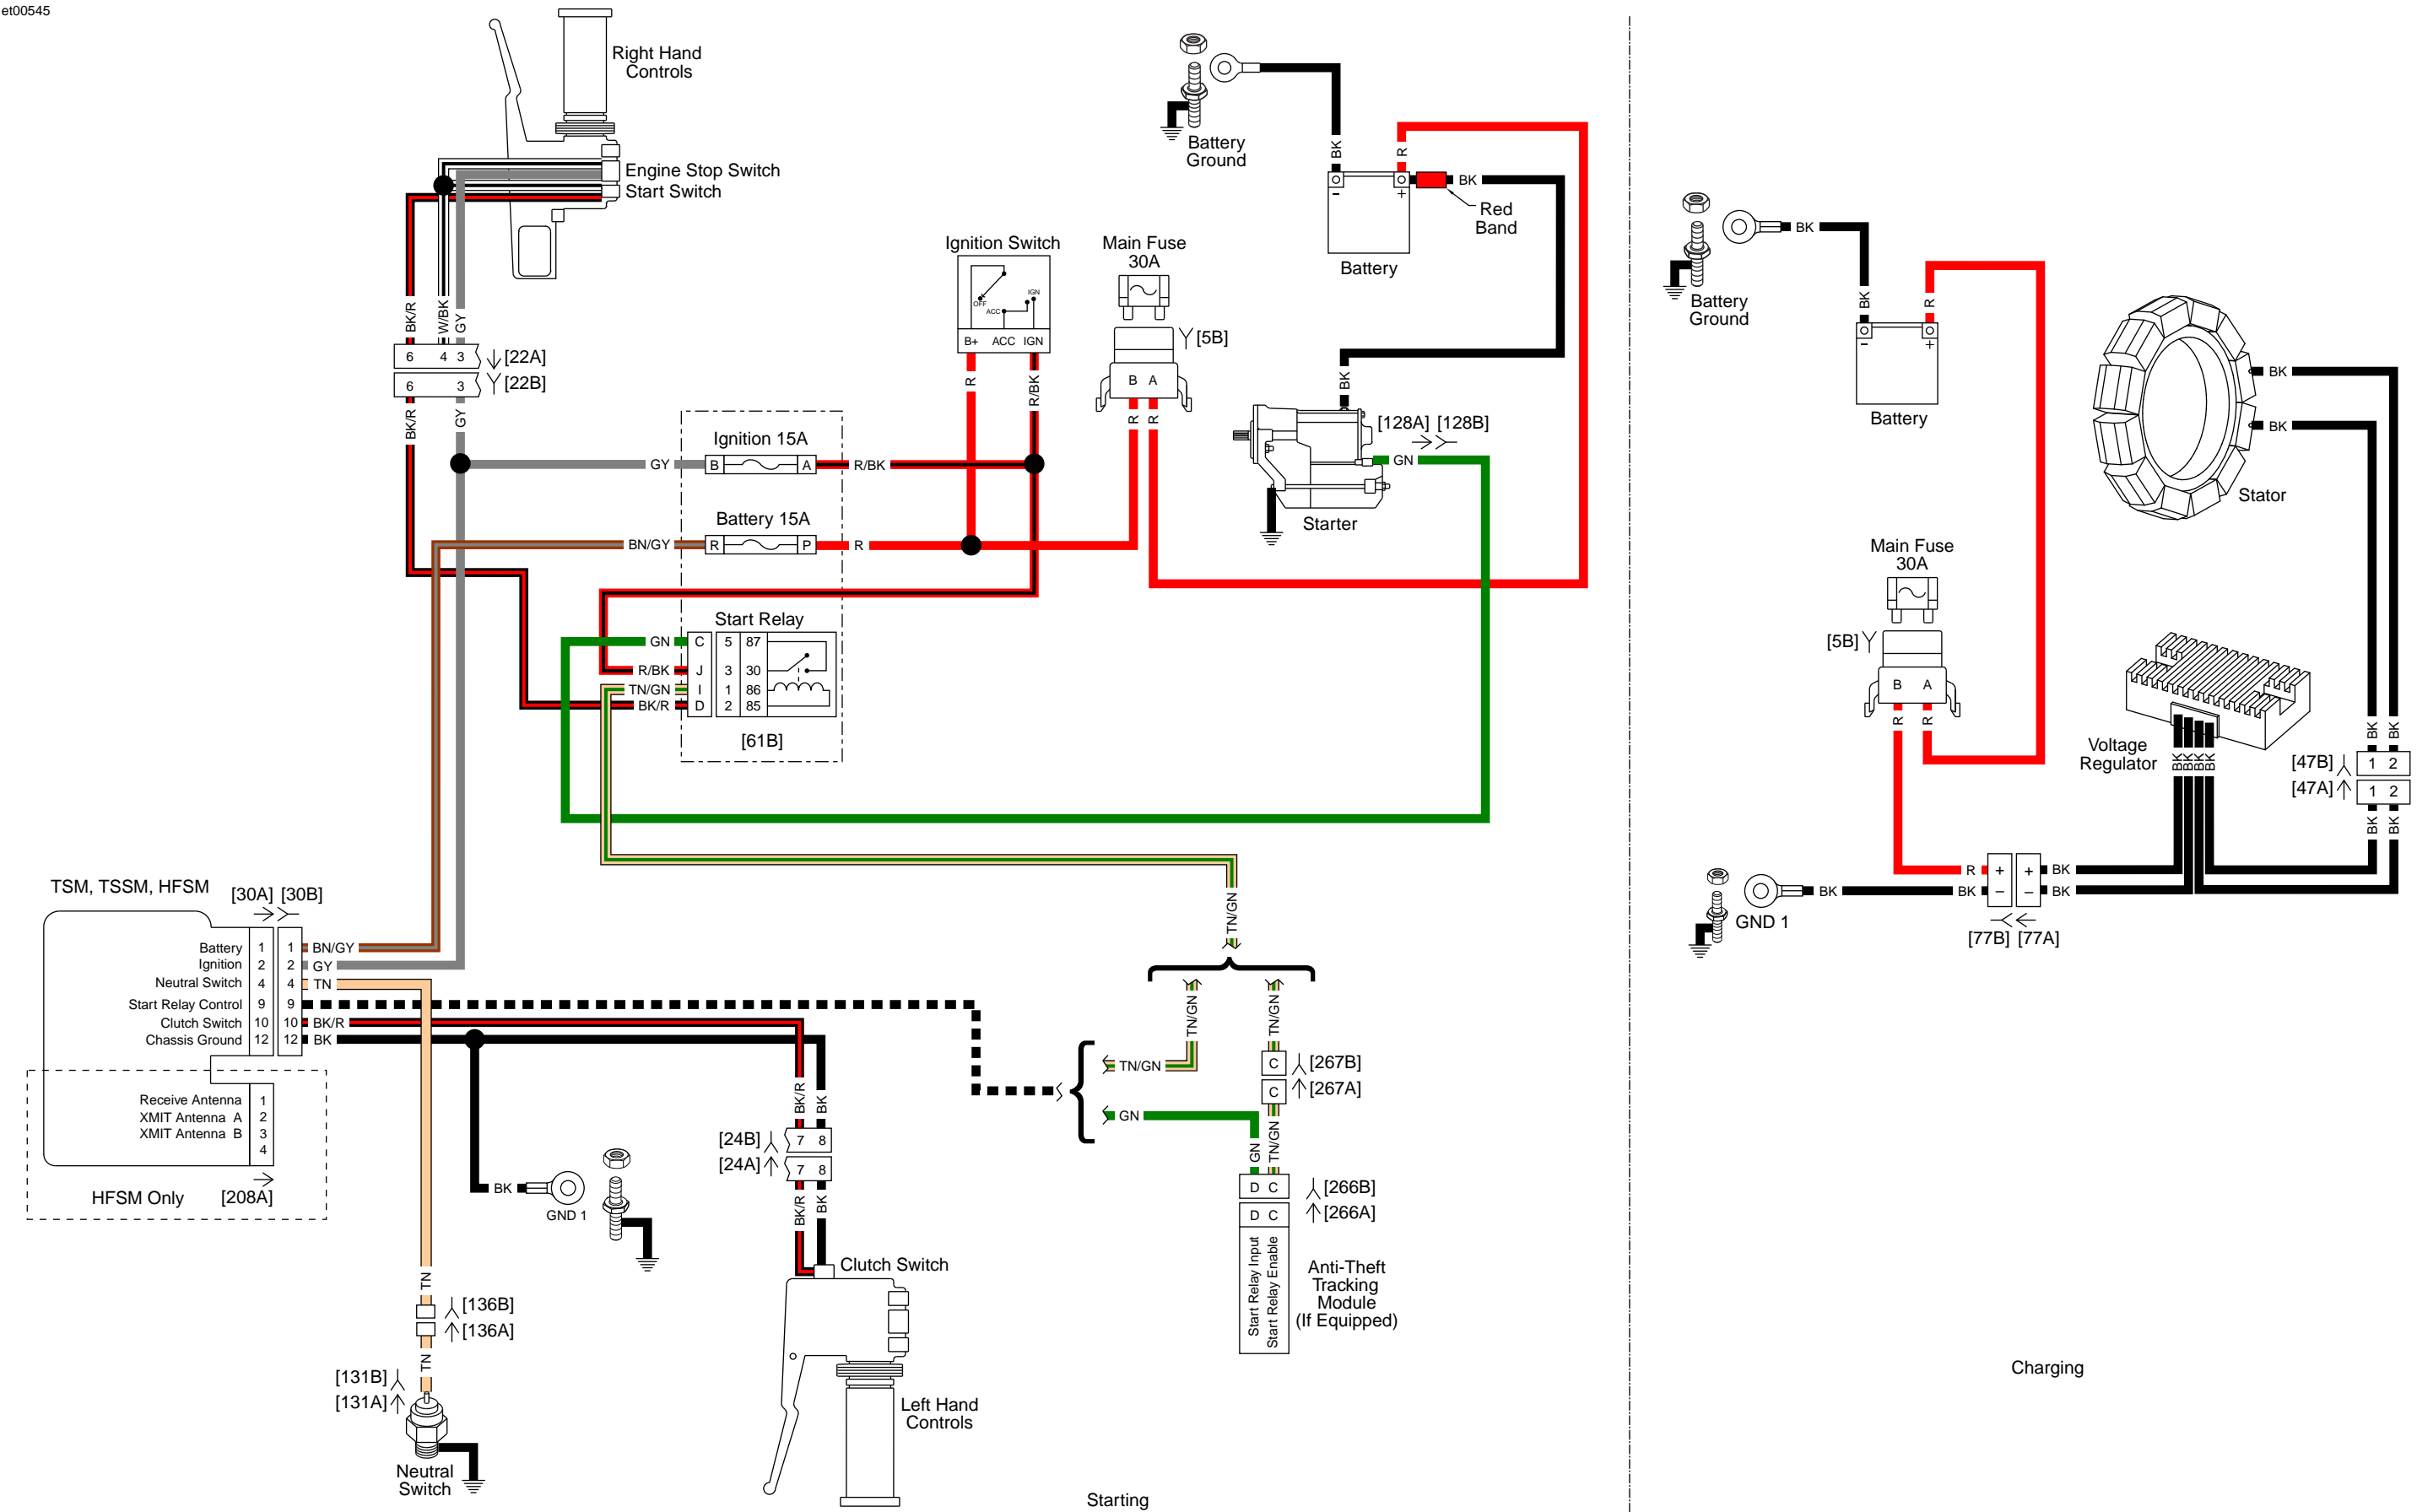 et00545
Right Hand
Controls
Engine Stop Switch
Start Switch
BK/R
W/BK
GY
6 4 3
[22A]
6 3
[22B]
BK/R
GY
Battery
Ground
BK
R
- +
BK
Red
Band
Battery
Ignition Switch
OFF
ACC
IGN
B+ ACC IGN
R
R/BK
Main Fuse
30A
[5B]
B A
R
R
BK
[128A] [128B]
GN
Starter
Ignition 15A
GY
B
A
R/BK
Battery 15A
BN/GY
R
P
R
Start Relay
GN C 5 87
R/BK J 3 30
TN/GN I 1 86
BK/R D 2 85
[61B]
TSM, TSSM, HFSM
[30A] [30B]
Battery 1 1 BN/GY
Ignition 2 2 GY
Neutral Switch 4 4 TN
Start Relay Control 9 9
Clutch Switch 10 10 BK/R
Chassis Ground 12 12 BK
Receive Antenna 1
XMIT Antenna A 2
XMIT Antenna B 3
4
HFSM Only
[208A]
BK
GND 1
TN
[136B]
[136A]
TN
[131B]
[131A]
Neutral
Switch
BK/R
BK
[24B]
7 8
[24A]
7 8
BK/R
BK
Clutch Switch
Left Hand
Controls
TN/GN
TN/GN
TN/GN
TN/GN
C
[267B]
C
[267A]
GN
GN
TN/GN
D C
[266B]
D C
[266A]
Start Relay Input
Start Relay Enable
Anti-Theft
Tracking
Module
(If Equipped)
Starting
BK
Battery
Ground
BK
R
- +
Battery
Stator
BK
BK
Main Fuse
30A
[5B]
B A
R
R
Voltage
Regulator
BK
BK
BK
BK
BK
BK
[47B]
1 2
[47A]
1 2
BK
BK
R + + BK
BK – – BK
BK
GND 1
[77B] [77A]
Charging